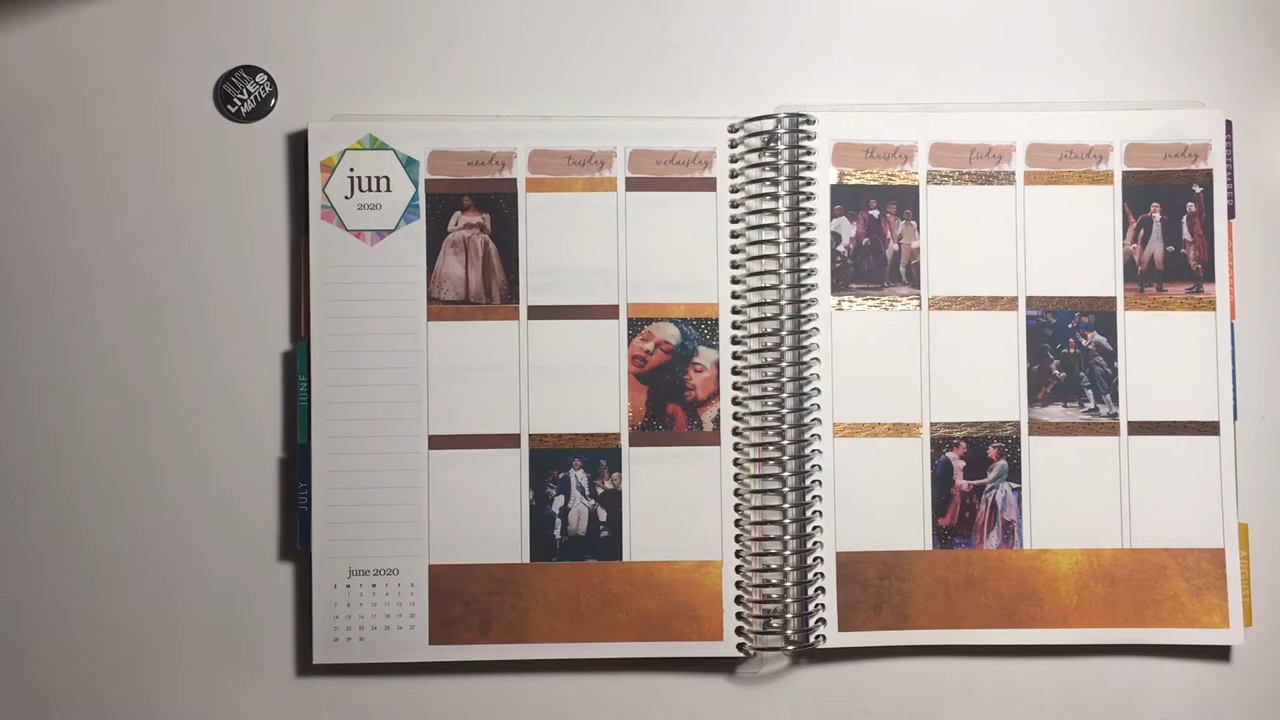 BLACK
LIVES
MATTER
jun
2020
monday
tuesday
wednesday
thursday
friday
saturday
sunday
SEPTEMBER
JUNE
JULY
AUGUST
june 2020
S M T W T F S
1 2 3 4 5 6
7 8 9 10 11 12 13
14 15 16 17 18 19 20
21 22 23 24 25 26 27
28 29 30